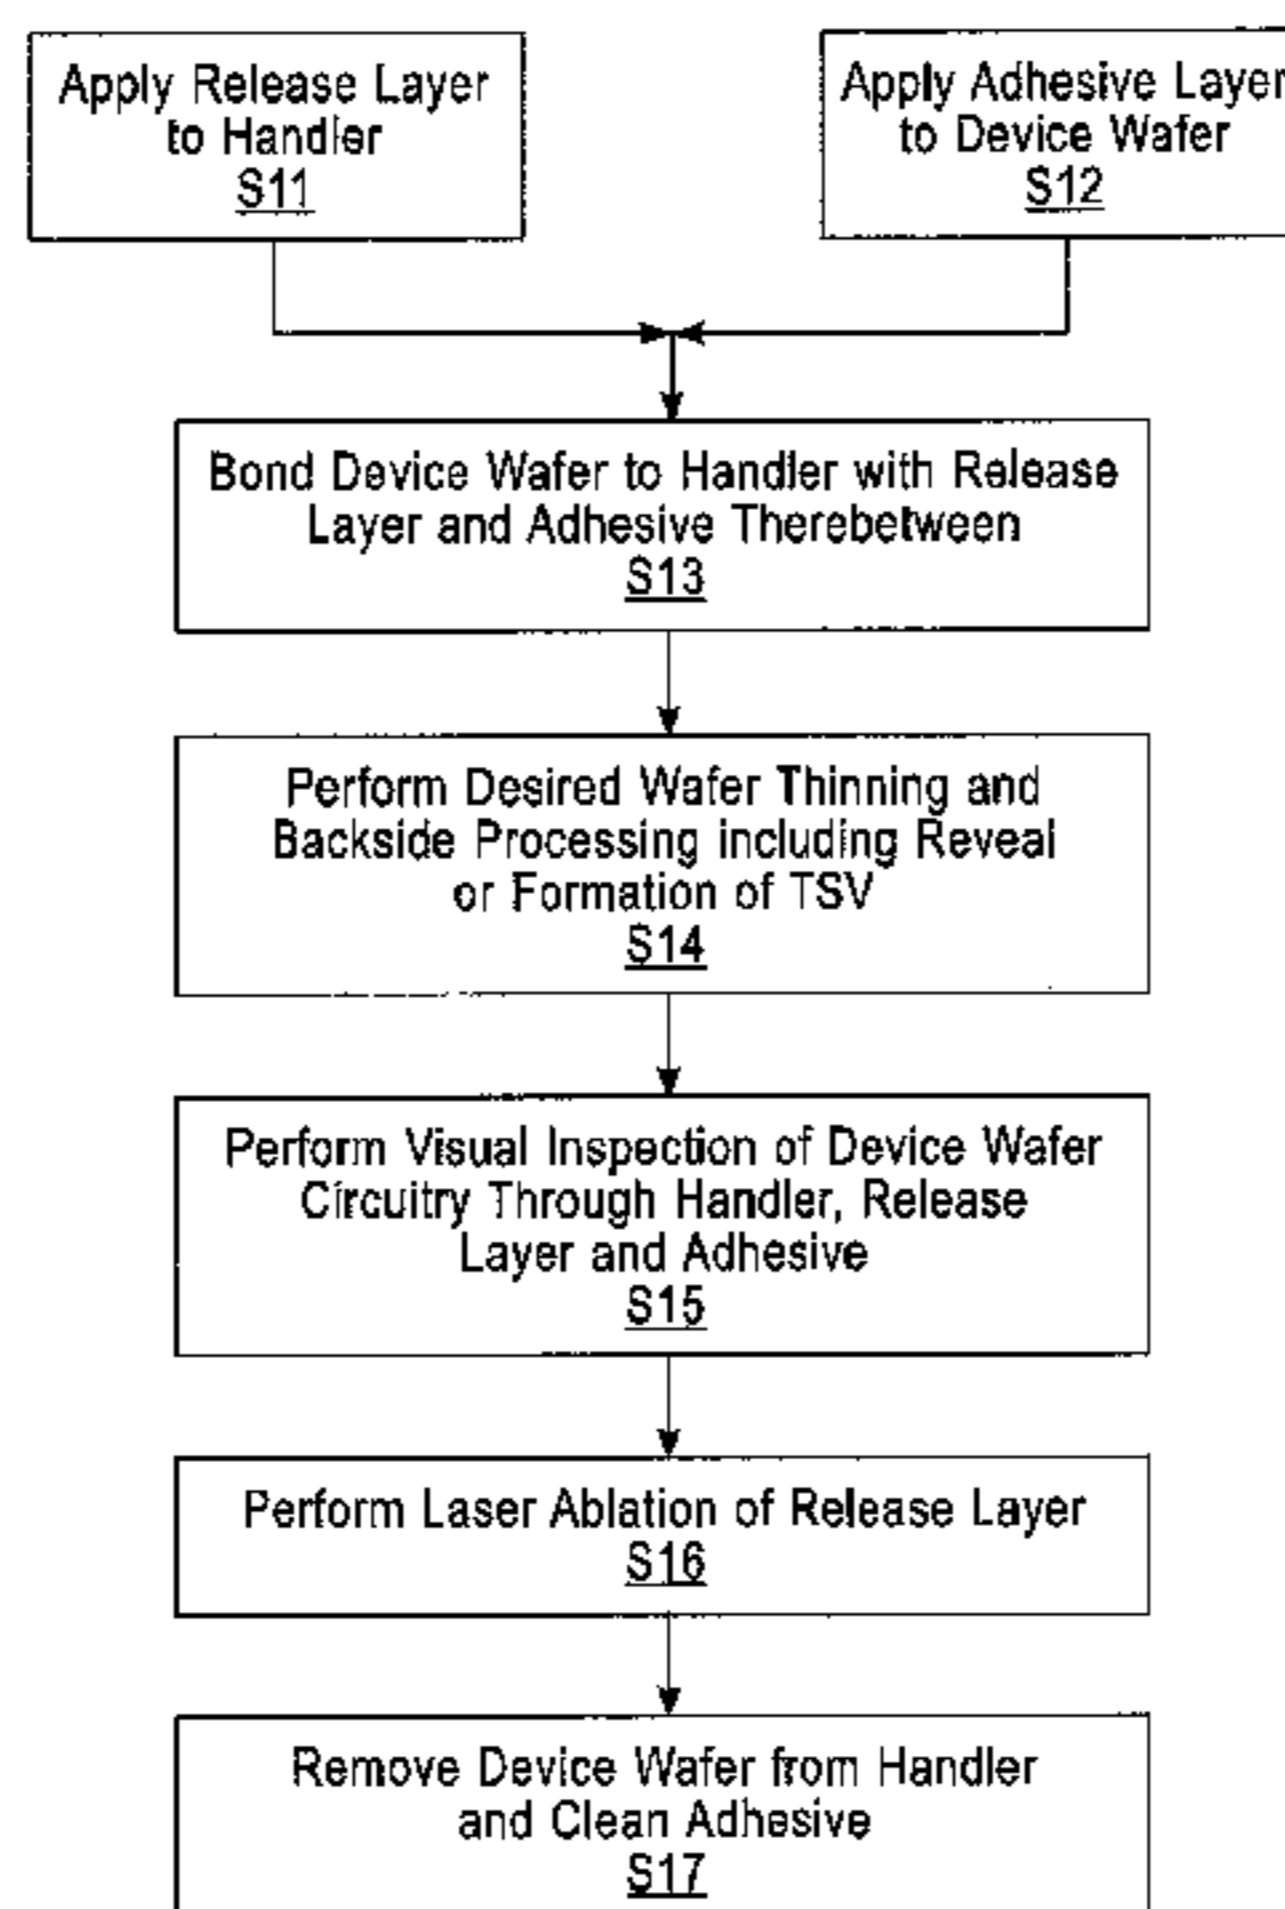 Apply Release Layer
to Handler
S11
Apply Adhesive Layer
to Device Wafer
S12
Bond Device Wafer to Handler with Release
Layer and Adhesive Therebetween
S13
Perform Desired Wafer Thinning and
Backside Processing including Reveal
or Formation of TSV
S14
Perform Visual Inspection of Device Wafer
Circuitry Through Handler, Release
Layer and Adhesive
S15
Perform Laser Ablation of Release Layer
S16
Remove Device Wafer from Handler
and Clean Adhesive
S17